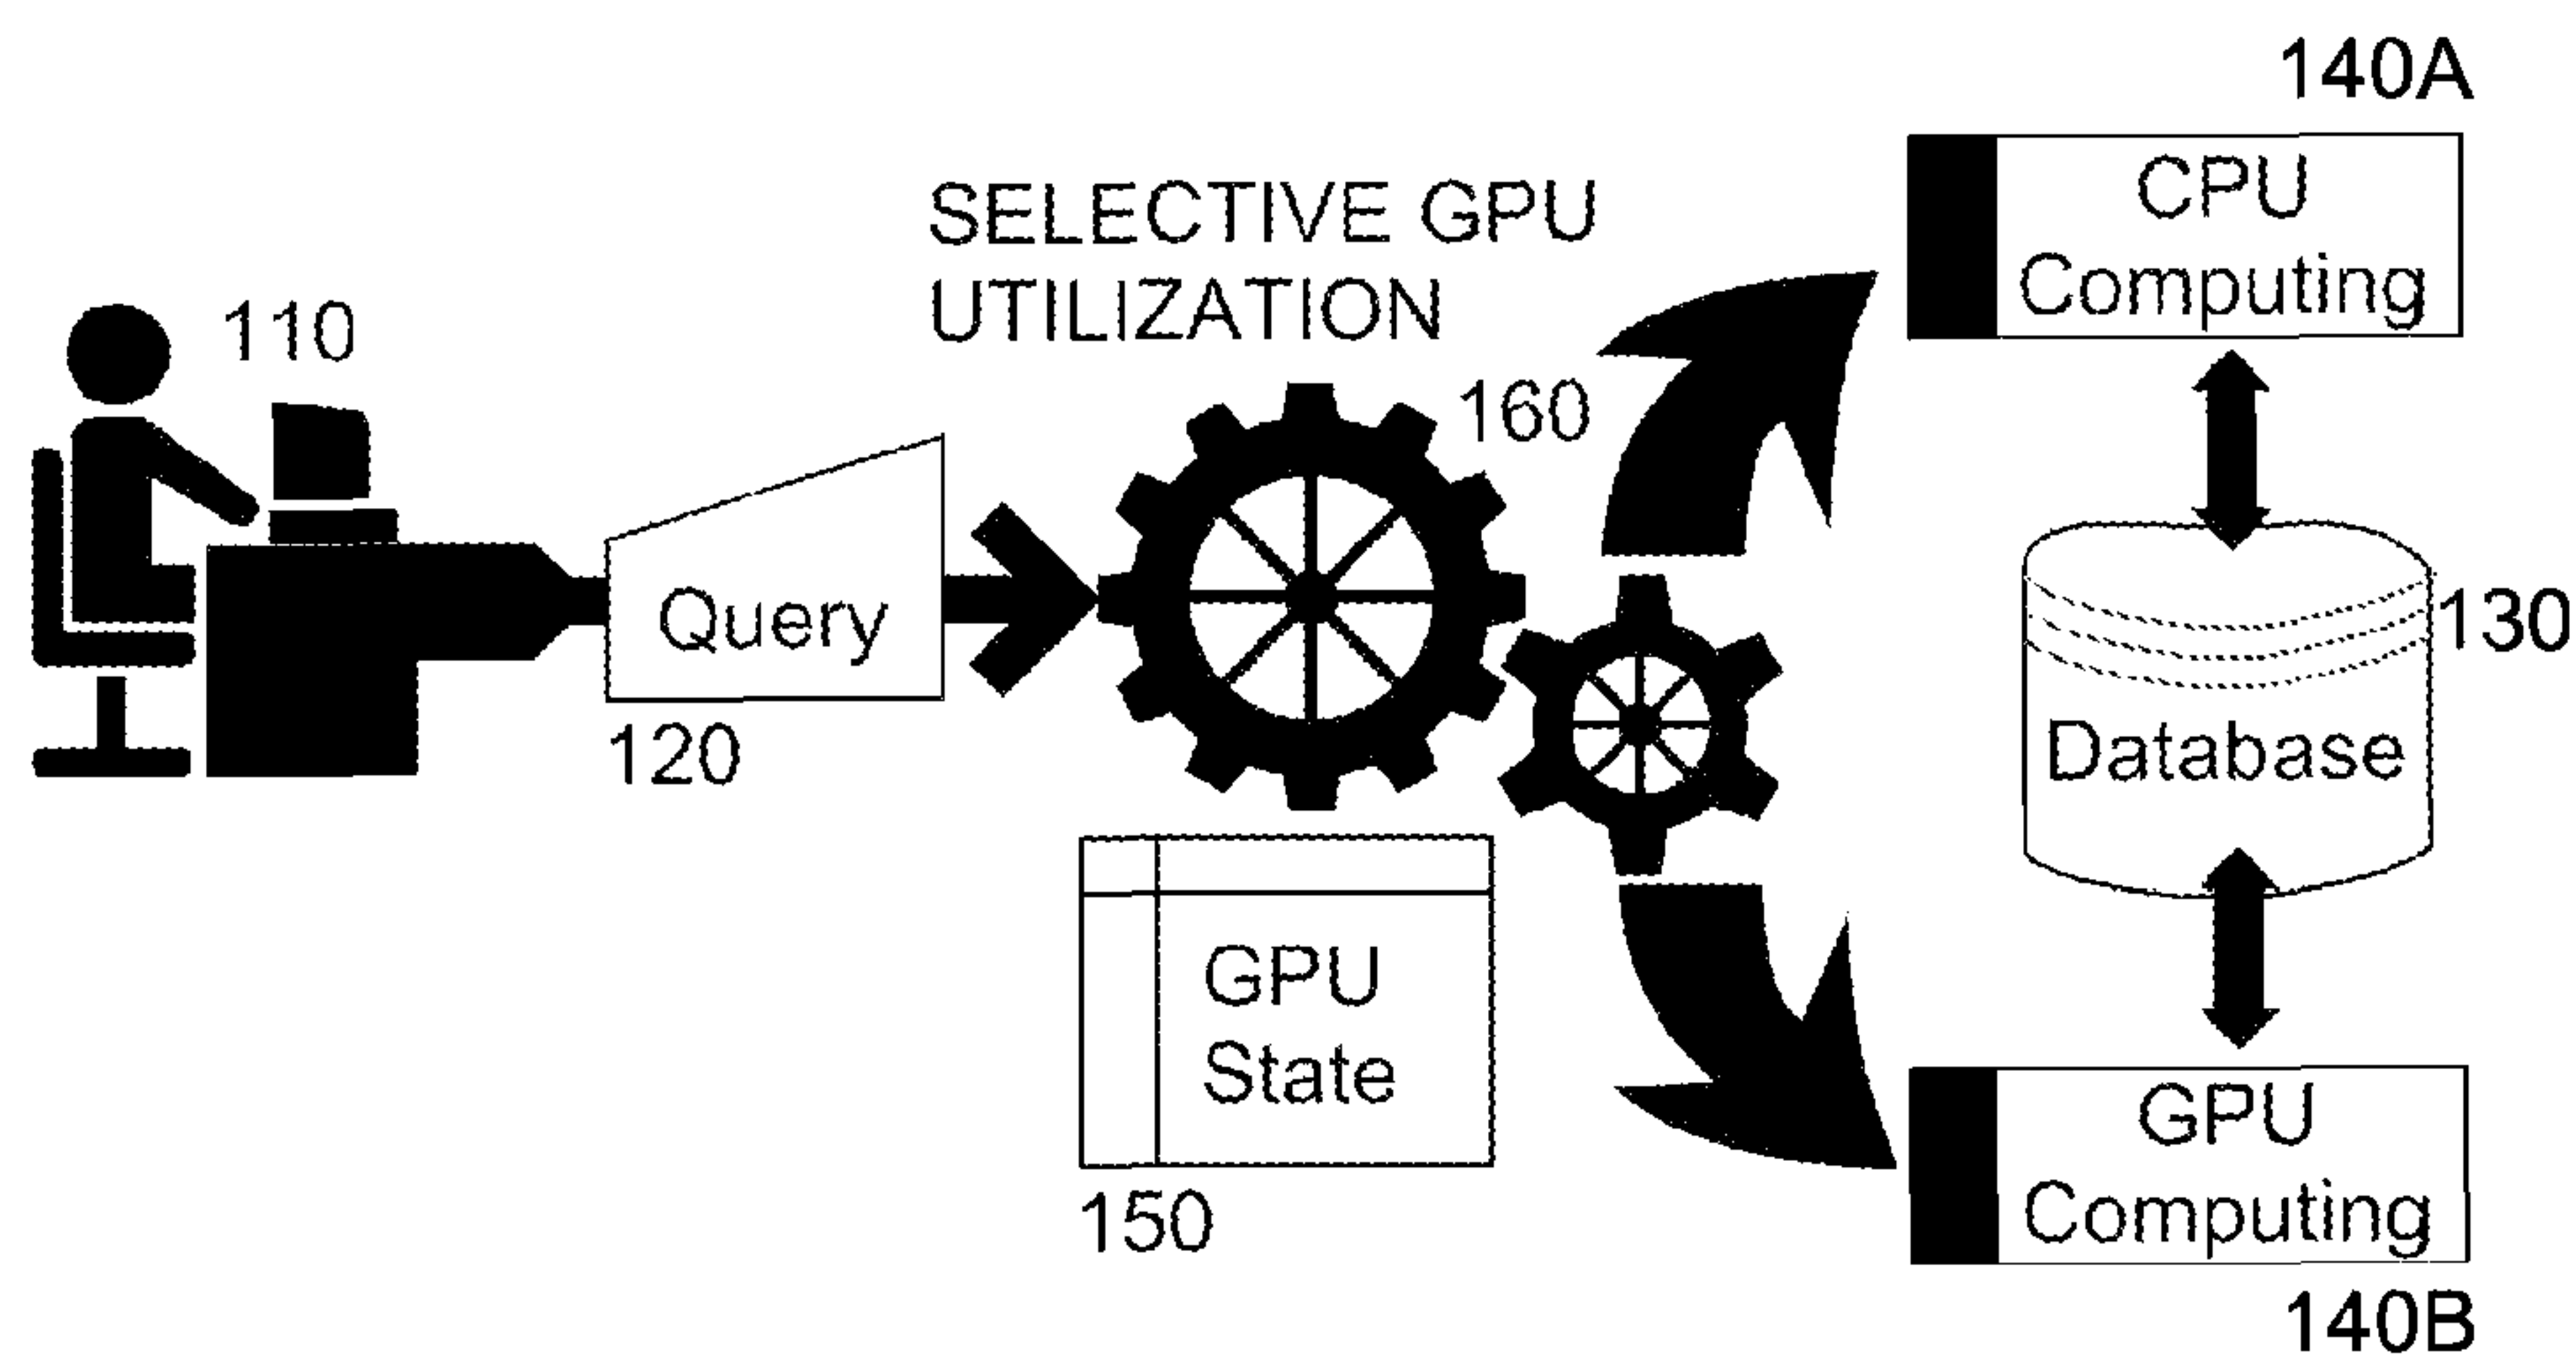 140A
CPU
Computing
SELECTIVE GPU
UTILIZATION
110
160
Query
120
130
Database
GPU
State
150
GPU
Computing
140B